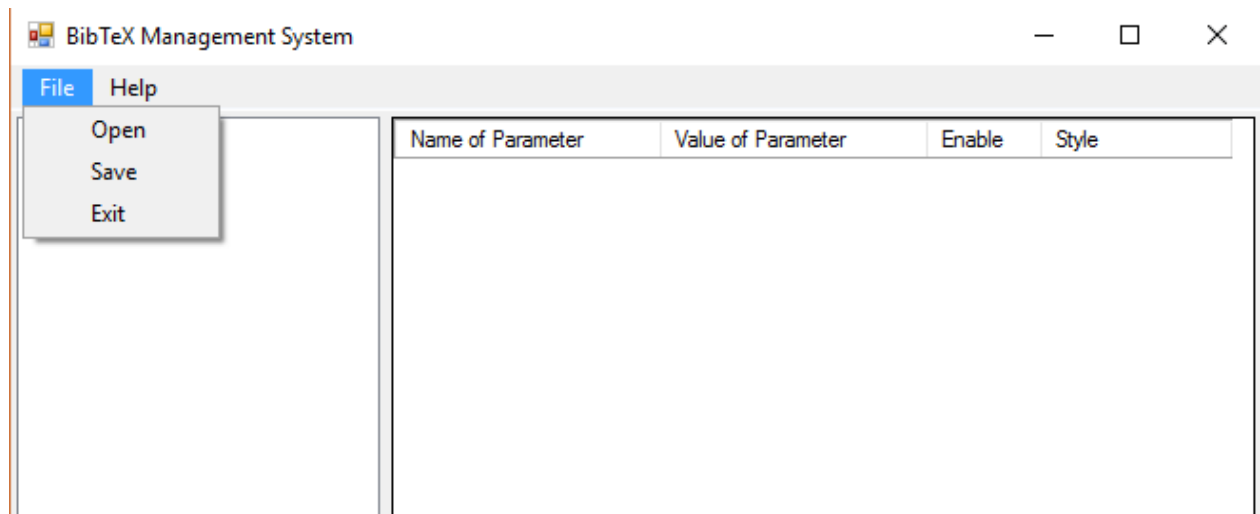 BibTeX Management System
File Help
Open
Save
Exit
Name of Parameter Value of Parameter Enable Style